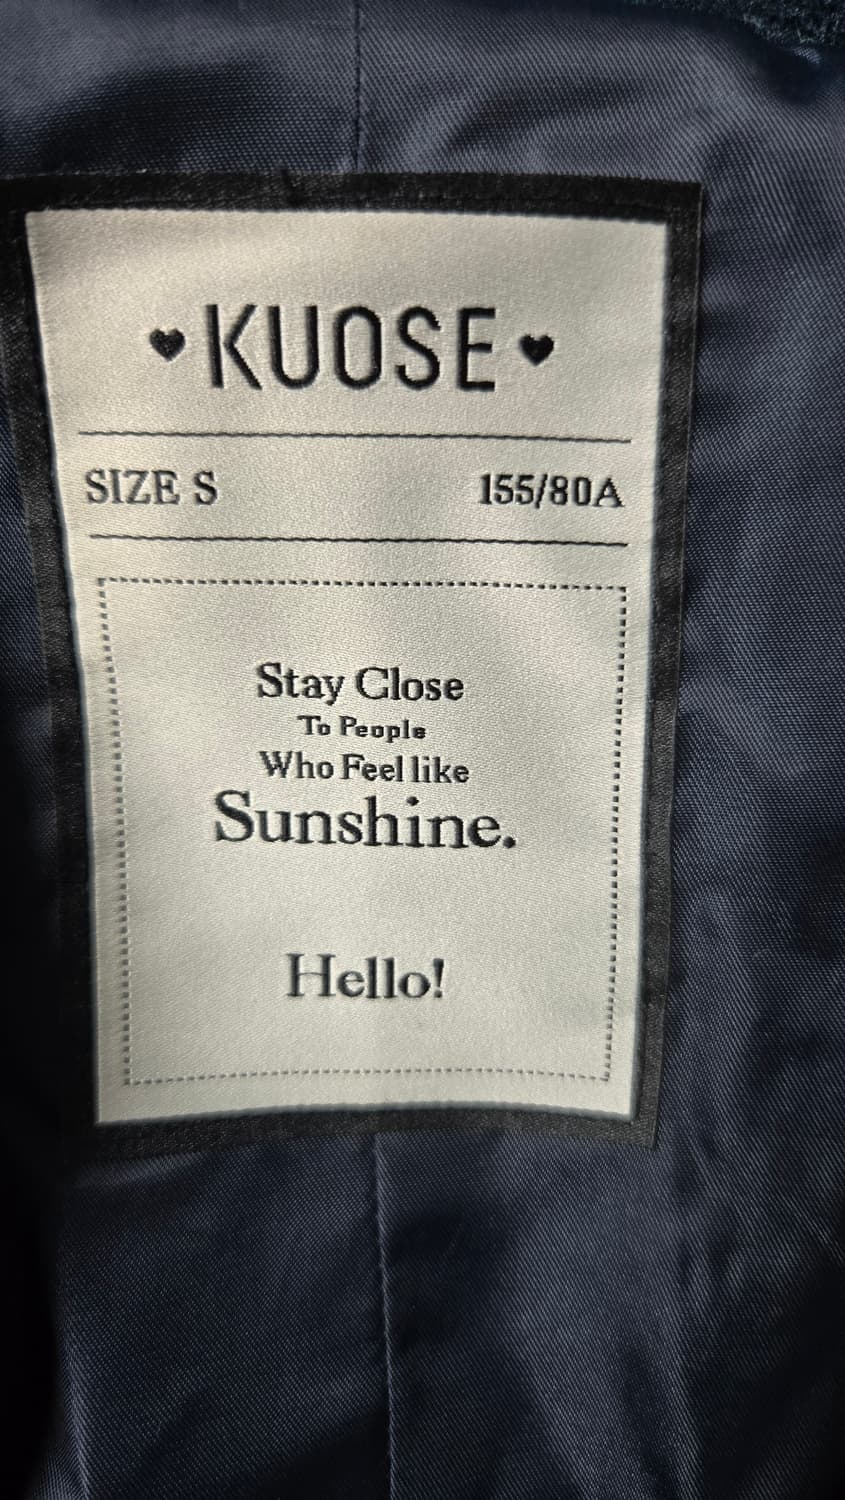 ♥KUOSE♥
SIZE S 155/80A
Stay Close
To People
Who Feel like
Sunshine.
Hello!